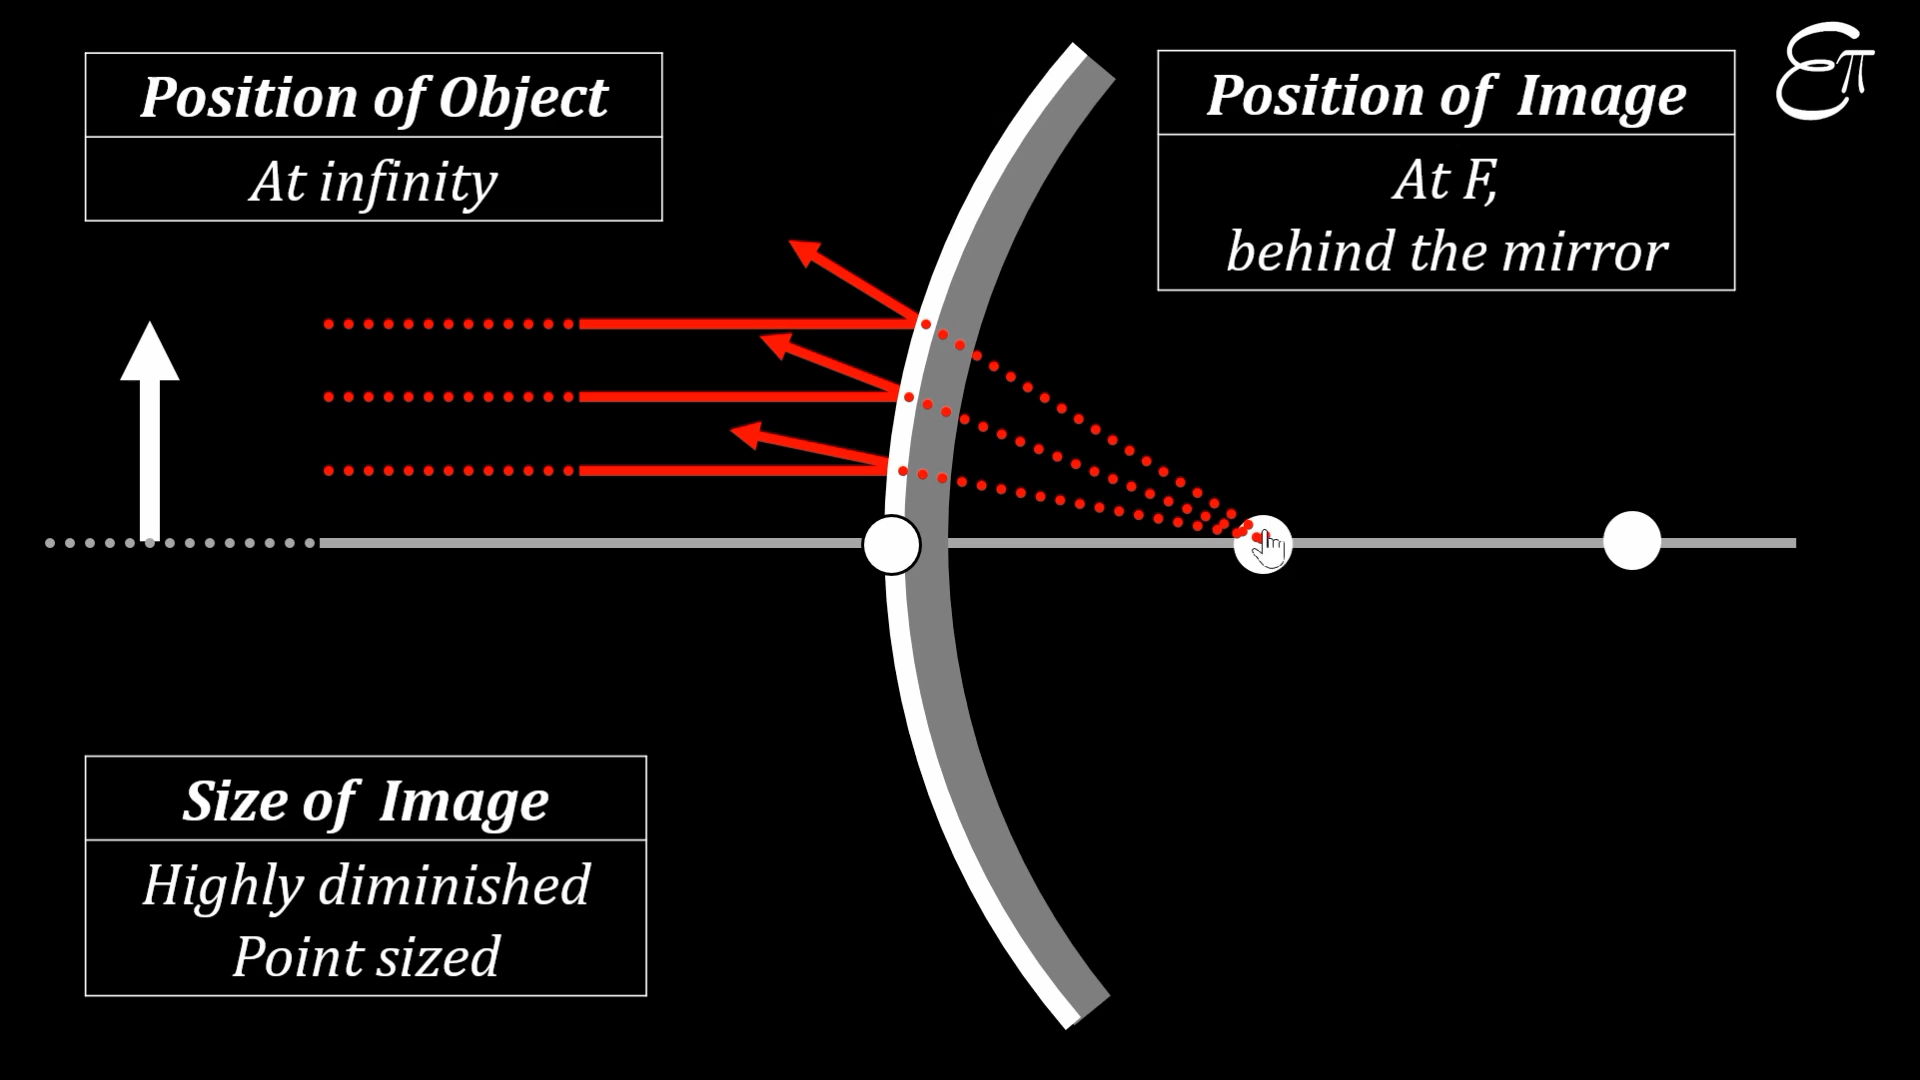 Position of Object
At infinity
Position of Image
At F,
behind the mirror
Eπ
Size of Image
Highly diminished
Point sized